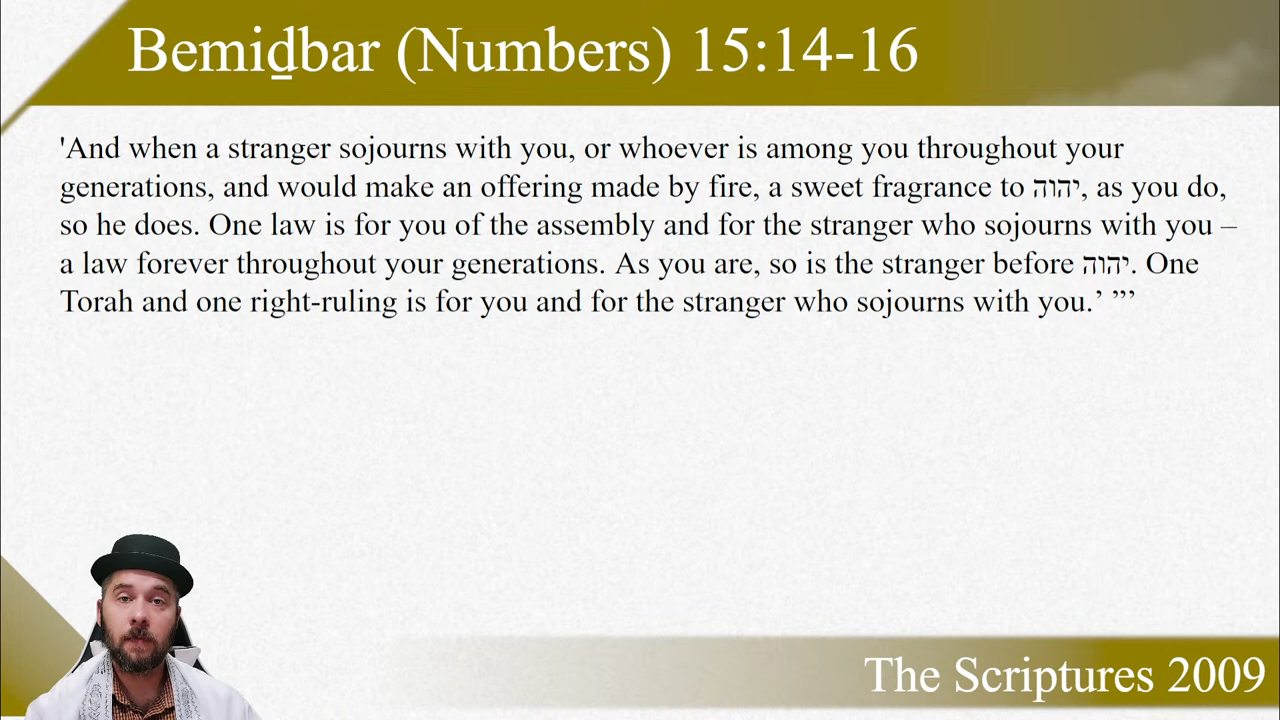 Bemiḏbar (Numbers) 15:14-16
'And when a stranger sojourns with you, or whoever is among you throughout your
generations, and would make an offering made by fire, a sweet fragrance to יהוה, as you do,
so he does. One law is for you of the assembly and for the stranger who sojourns with you –
a law forever throughout your generations. As you are, so is the stranger before יהוה. One
Torah and one right-ruling is for you and for the stranger who sojourns with you.’ ”’
The Scriptures 2009